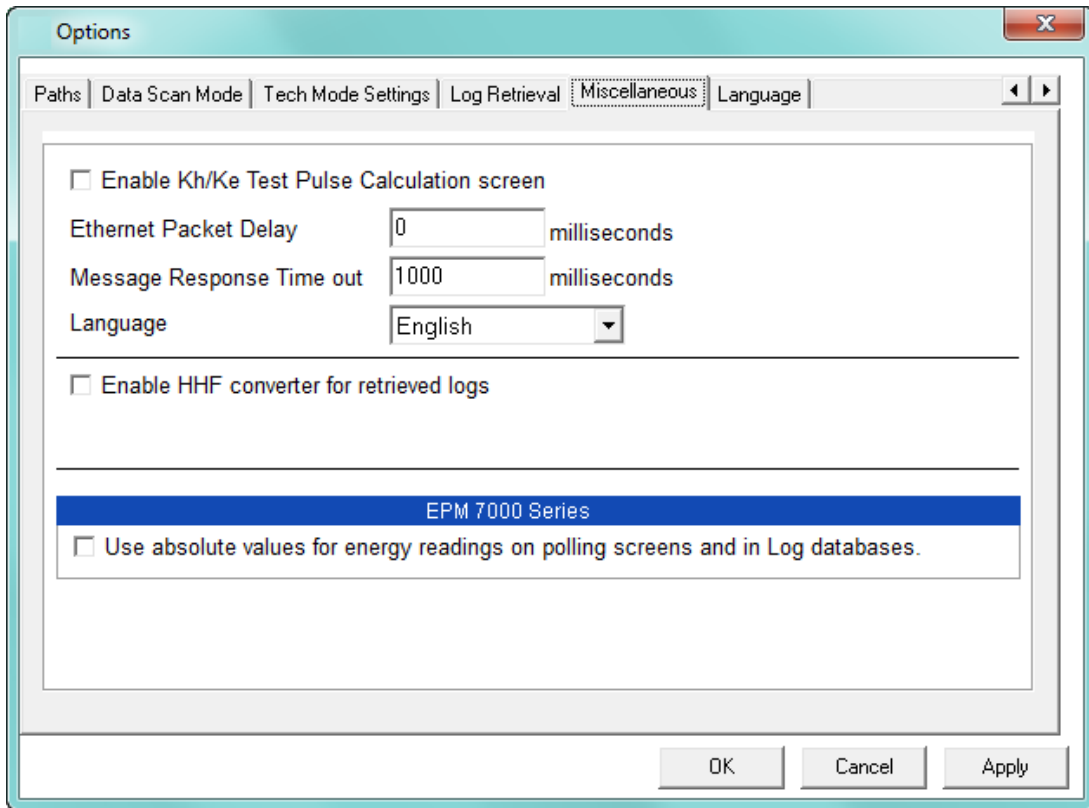 Options
Paths Data Scan Mode Tech Mode Settings Log Retrieval Miscellaneous Language
Enable Kh/Ke Test Pulse Calculation screen
Ethernet Packet Delay 0 milliseconds
Message Response Time out 1000 milliseconds
Language English
Enable HHF converter for retrieved logs
EPM 7000 Series
Use absolute values for energy readings on polling screens and in Log databases.
OK Cancel Apply